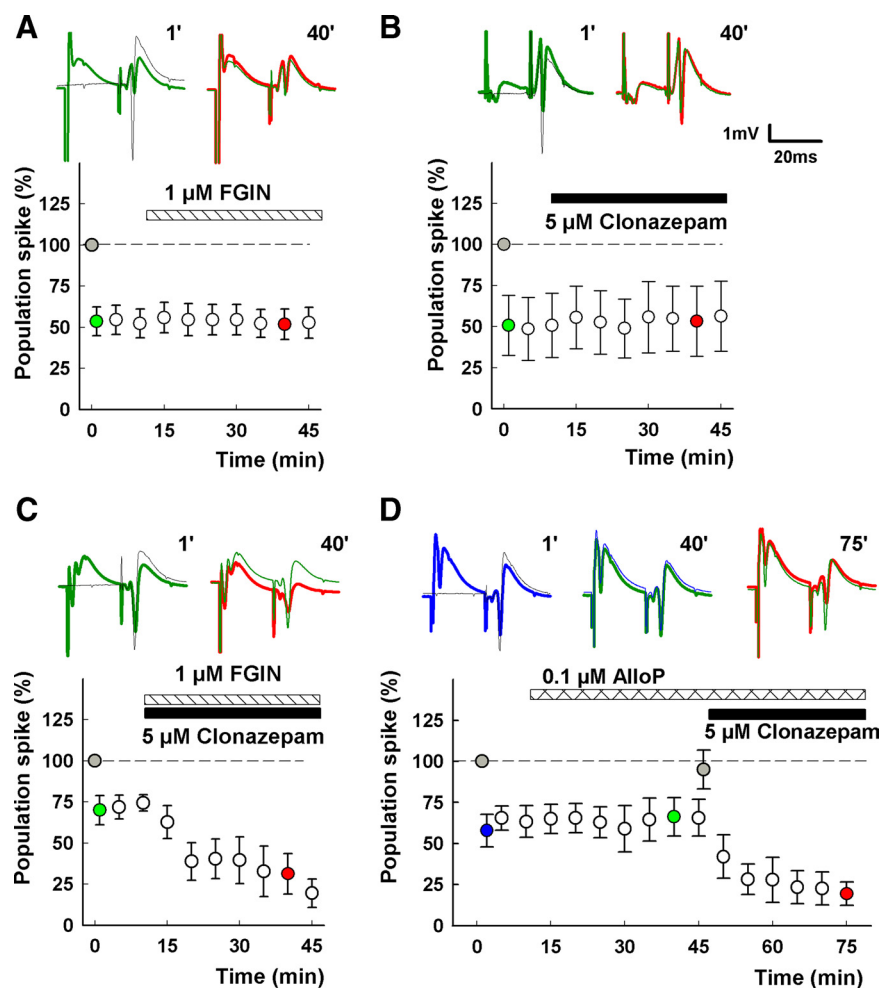 A
1'
40'
1 μM FGIN
Population spike (%)
125
100
75
50
25
0
0
15
30
45
Time (min)
B
1'
40'
1mV
20ms
5 μM Clonazepam
Population spike (%)
125
100
75
50
25
0
0
15
30
45
Time (min)
C
1'
40'
1 μM FGIN
5 μM Clonazepam
Population spike (%)
125
100
75
50
25
0
0
15
30
45
Time (min)
D
1'
40'
75'
0.1 μM AlloP
5 μM Clonazepam
Population spike (%)
125
100
75
50
25
0
0
15
30
45
60
75
Time (min)